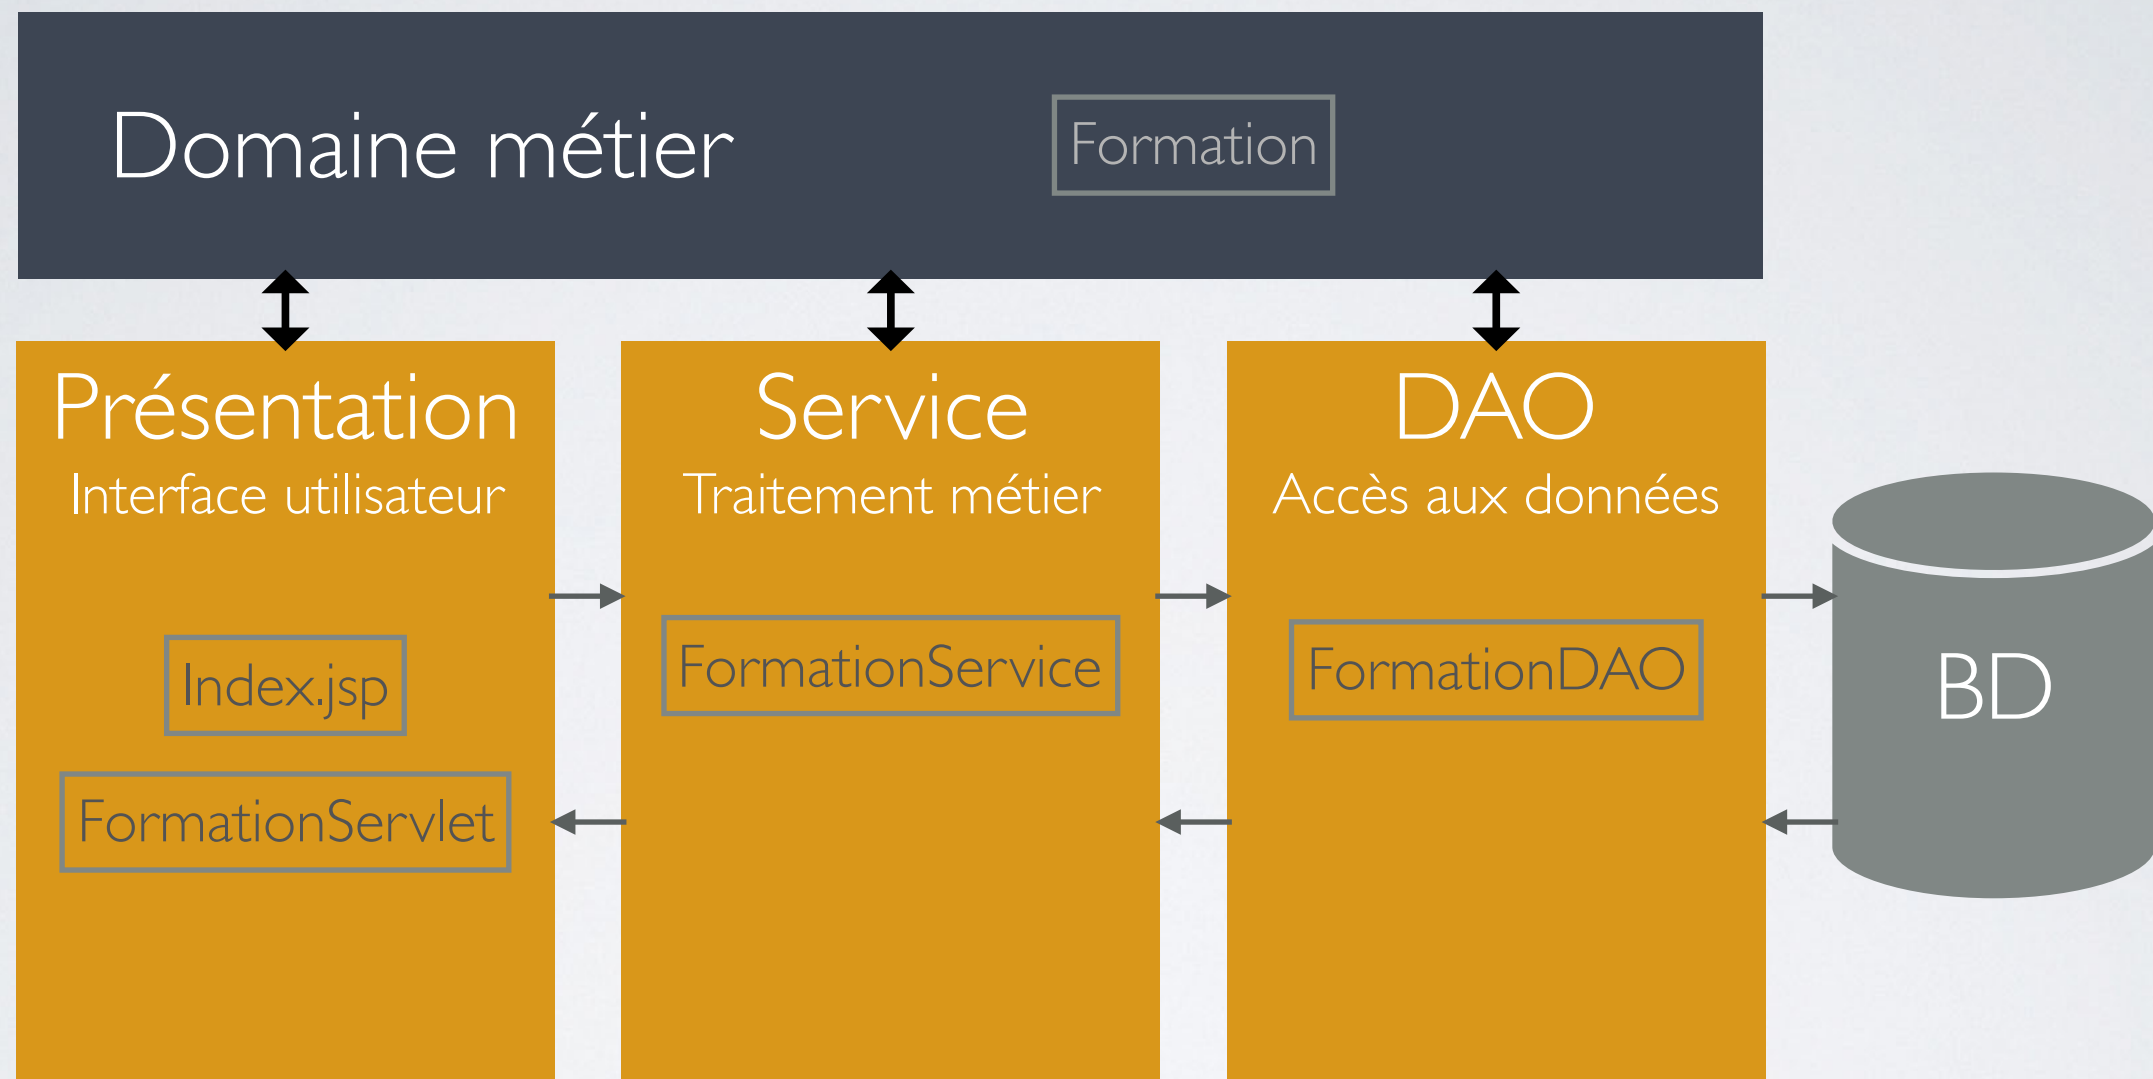 Domaine métier
Formation
Présentation
Interface utilisateur
Index.jsp
FormationServlet
Service
Traitement métier
FormationService
DAO
Accès aux données
FormationDAO
BD